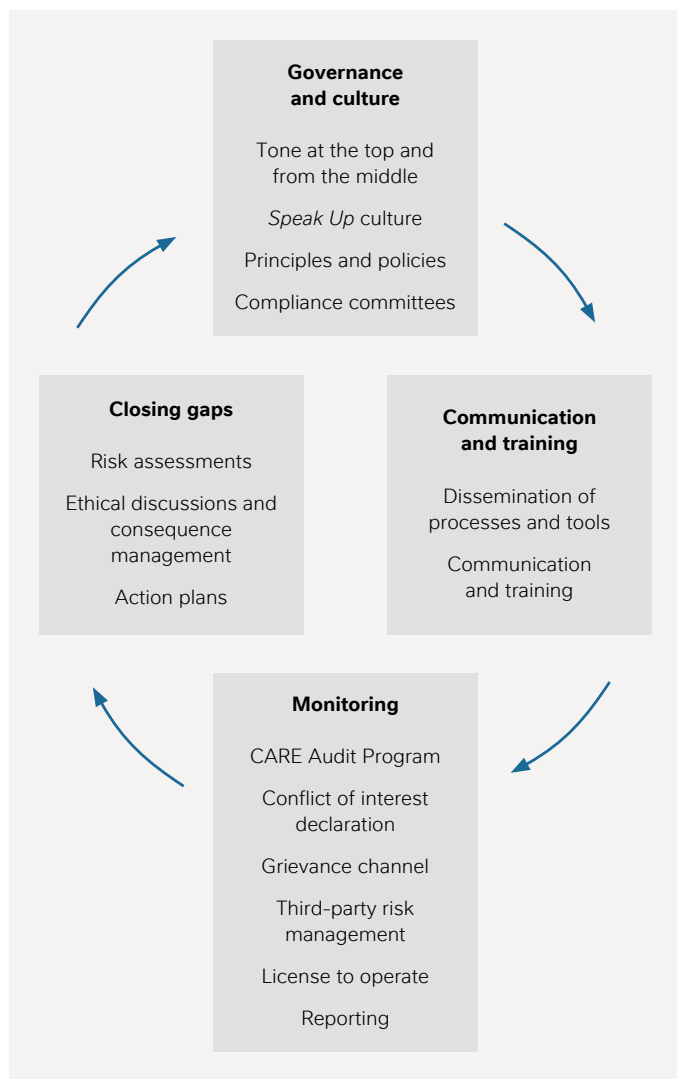 Governance
and culture
Tone at the top and
from the middle
Speak Up culture
Principles and policies
Compliance committees
Closing gaps
Risk assessments
Ethical discussions and
consequence
management
Action plans
Communication
and training
Dissemination of
processes and tools
Communication
and training
Monitoring
CARE Audit Program
Conflict of interest
declaration
Grievance channel
Third-party risk
management
License to operate
Reporting